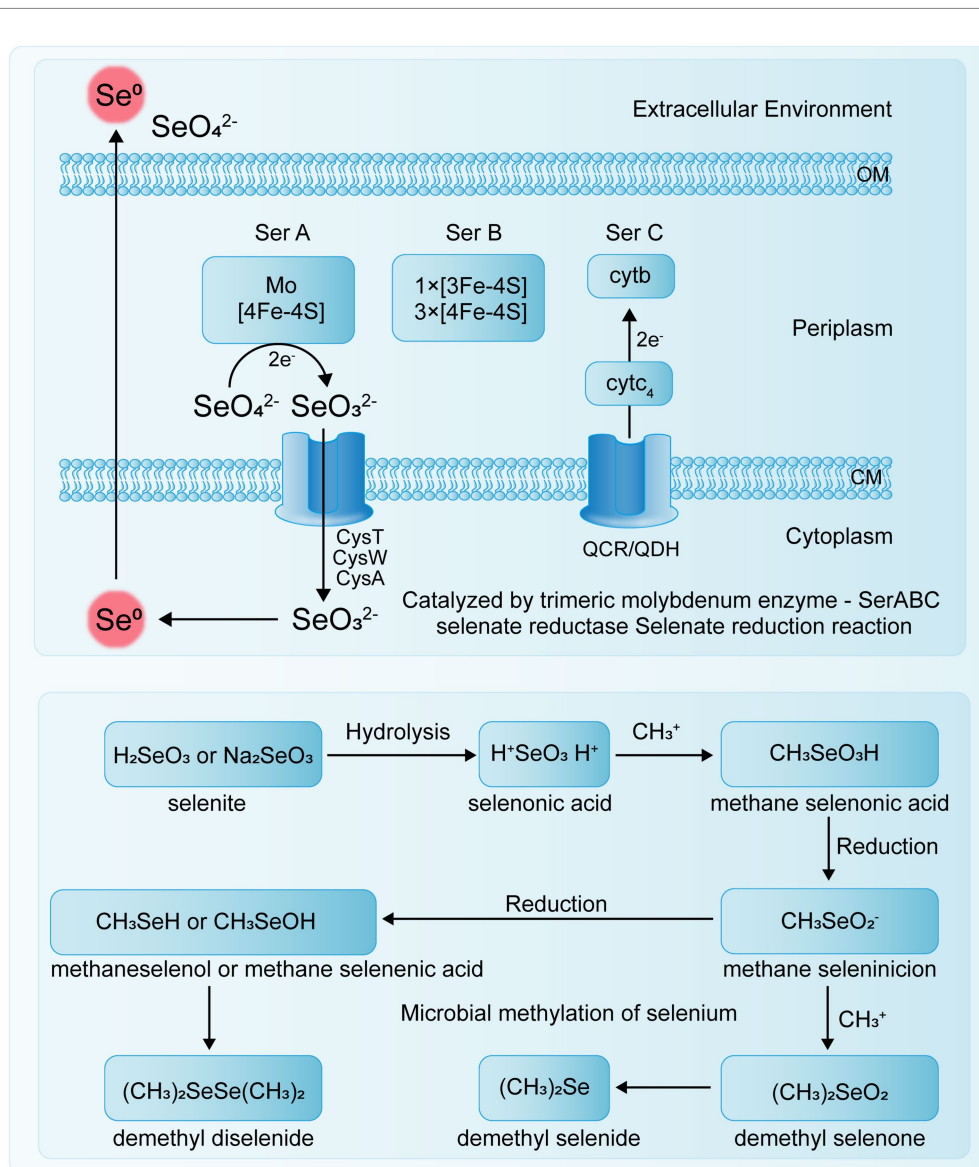 Se⁰
SeO₄²⁻
Extracellular Environment
OM
Ser A
Ser B
Ser C
Mo
[4Fe-4S]
1×[3Fe-4S]
3×[4Fe-4S]
cytb
2e⁻
2e⁻
Periplasm
cytc₄
SeO₄²⁻
SeO₃²⁻
CM
CysT
CysW
CysA
QCR/QDH
Cytoplasm
Se⁰
SeO₃²⁻
Catalyzed by trimeric molybdenum enzyme - SerABC
selenate reductase Selenate reduction reaction
H₂SeO₃ or Na₂SeO₃
selenite
Hydrolysis
H⁺SeO₃ H⁺
selenonic acid
CH₃⁺
CH₃SeO₃H
methane selenonic acid
Reduction
CH₃SeH or CH₃SeOH
methaneselenol or methane selenenic acid
Reduction
CH₃SeO₂⁻
methane seleninicion
Microbial methylation of selenium
CH₃⁺
(CH₃)₂SeSe(CH₃)₂
demethyl diselenide
(CH₃)₂Se
demethyl selenide
(CH₃)₂SeO₂
demethyl selenone